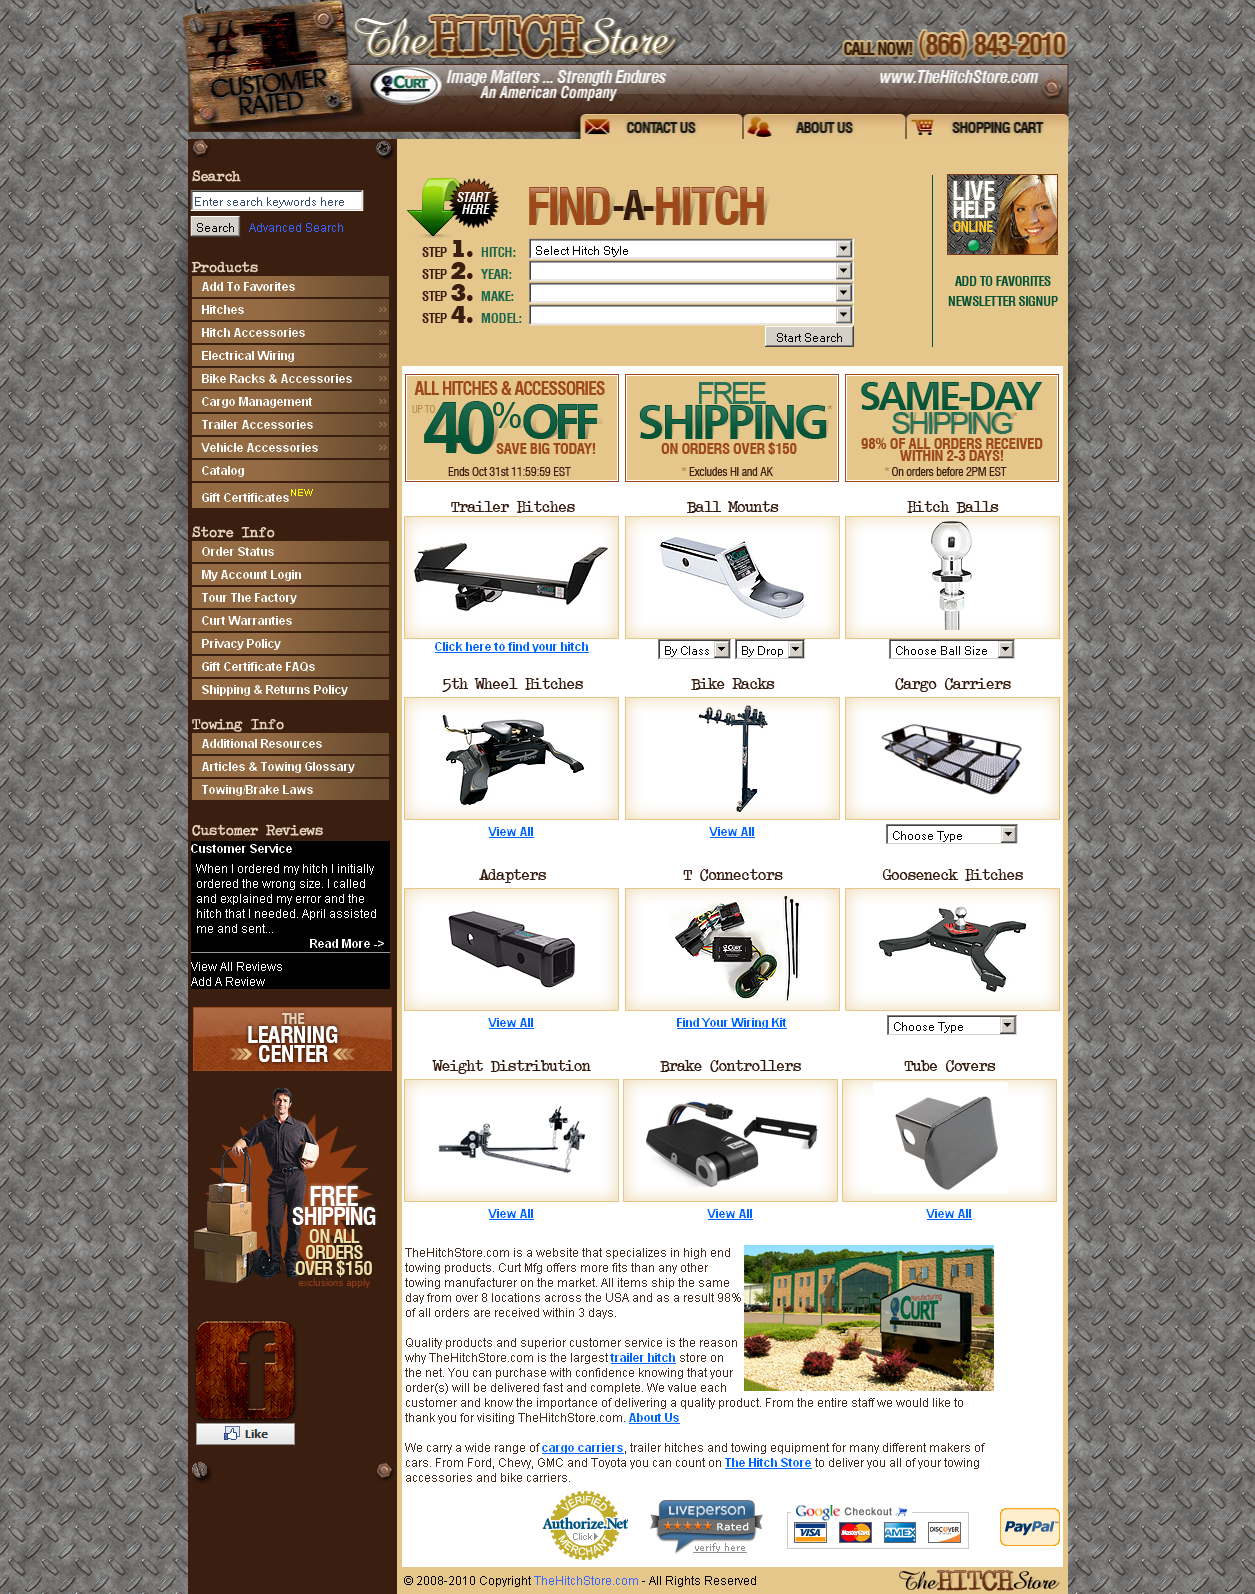 #1
CUSTOMER
RATED
TheHITCHStore
CALL NOW! (866) 843-2010
CURT
Image Matters ... Strength Endures
An American Company
www.TheHitchStore.com
CONTACT US
ABOUT US
SHOPPING CART
Search
Enter search keywords here
Search
Advanced Search
Products
Add To Favorites
Hitches
Hitch Accessories
Electrical Wiring
Bike Racks & Accessories
Cargo Management
Trailer Accessories
Vehicle Accessories
Catalog
Gift Certificates NEW
Store Info
Order Status
My Account Login
Tour The Factory
Curt Warranties
Privacy Policy
Gift Certificate FAQs
Shipping & Returns Policy
Towing Info
Additional Resources
Articles & Towing Glossary
Towing/Brake Laws
Customer Reviews
Customer Service
When I ordered my hitch I initially
ordered the wrong size. I called
and explained my error and the
hitch that I needed. April assisted
me and sent...
Read More ->
View All Reviews
Add A Review
THE
LEARNING
CENTER
FREE
SHIPPING
ON ALL
ORDERS
OVER $150
exclusions apply
f
Like
START
HERE
FIND-A-HITCH
STEP 1. HITCH:
Select Hitch Style
STEP 2. YEAR:
STEP 3. MAKE:
STEP 4. MODEL:
Start Search
LIVE
HELP
ONLINE
ADD TO FAVORITES
NEWSLETTER SIGNUP
ALL HITCHES & ACCESSORIES
UP TO
40% OFF
SAVE BIG TODAY!
Ends Oct 31st 11:59:59 EST
FREE
SHIPPING*
ON ORDERS OVER $150
* Excludes HI and AK
SAME-DAY
SHIPPING*
98% OF ALL ORDERS RECEIVED
WITHIN 2-3 DAYS!
* On orders before 2PM EST
Trailer Hitches
Ball Mounts
Hitch Balls
Click here to find your hitch
By Class
By Drop
Choose Ball Size
5th Wheel Hitches
Bike Racks
Cargo Carriers
View All
View All
Choose Type
Adapters
T Connectors
Gooseneck Hitches
CURT
View All
Find Your Wiring Kit
Choose Type
Weight Distribution
Brake Controllers
Tube Covers
View All
View All
View All
TheHitchStore.com is a website that specializes in high end
towing products. Curt Mfg offers more fits than any other
towing manufacturer on the market. All items ship the same
day from over 8 locations across the USA and as a result 98%
of all orders are received within 3 days.
Manufacturing
CURT
Quality products and superior customer service is the reason
why TheHitchStore.com is the largest trailer hitch store on
the net. You can purchase with confidence knowing that your
order(s) will be delivered fast and complete. We value each
customer and know the importance of delivering a quality product. From the entire staff we would like to
thank you for visiting TheHitchStore.com. About Us
We carry a wide range of cargo carriers, trailer hitches and towing equipment for many different makers of
cars. From Ford, Chevy, GMC and Toyota you can count on The Hitch Store to deliver you all of your towing
accessories and bike carriers.
VERIFIED
Authorize.Net
Click
MERCHANT
LIVEperson
Rated
verify here
Google Checkout
VISA
MasterCard
AMEX
DISCOVER
PayPal
© 2008-2010 Copyright TheHitchStore.com - All Rights Reserved
TheHITCHStore